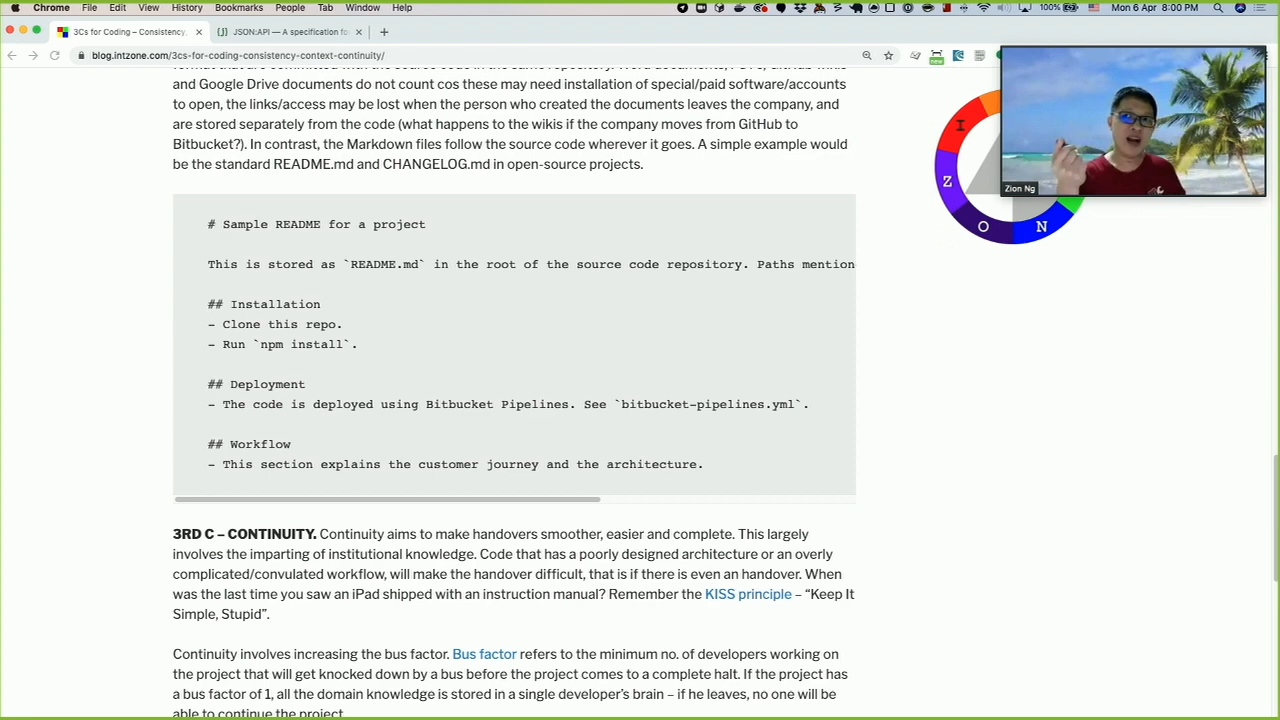 Chrome File Edit View History Bookmarks People Tab Window Help 100% Mon 6 Apr 8:00 PM
3Cs for Coding – Consistency, JSON:API — A specification fo
blog.intzone.com/3cs-for-coding-consistency-context-continuity/
and Google Drive documents do not count cos these may need installation of special/paid software/accounts
to open, the links/access may be lost when the person who created the documents leaves the company, and
are stored separately from the code (what happens to the wikis if the company moves from GitHub to
Bitbucket?). In contrast, the Markdown files follow the source code wherever it goes. A simple example would
be the standard README.md and CHANGELOG.md in open-source projects.
# Sample README for a project
This is stored as `README.md` in the root of the source code repository. Paths mention
## Installation
- Clone this repo.
- Run `npm install`.
## Deployment
- The code is deployed using Bitbucket Pipelines. See `bitbucket-pipelines.yml`.
## Workflow
- This section explains the customer journey and the architecture.
3RD C – CONTINUITY. Continuity aims to make handovers smoother, easier and complete. This largely
involves the imparting of institutional knowledge. Code that has a poorly designed architecture or an overly
complicated/convulated workflow, will make the handover difficult, that is if there is even an handover. When
was the last time you saw an iPad shipped with an instruction manual? Remember the KISS principle – “Keep It
Simple, Stupid”.
Continuity involves increasing the bus factor. Bus factor refers to the minimum no. of developers working on
the project that will get knocked down by a bus before the project comes to a complete halt. If the project has
a bus factor of 1, all the domain knowledge is stored in a single developer’s brain – if he leaves, no one will be
able to continue the project.
I
Z
O
N
Zion Ng
new